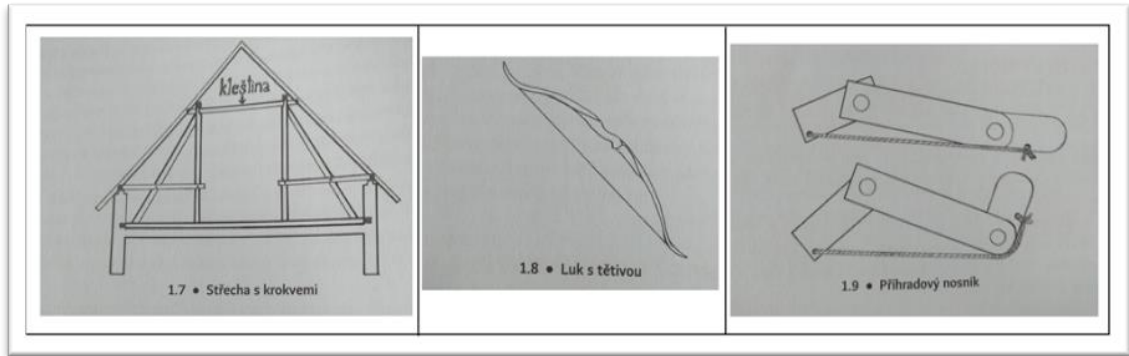 kleština
1.7 ● Střecha s krokvemi
1.8 ● Luk s tětivou
1.9 ● Příhradový nosník